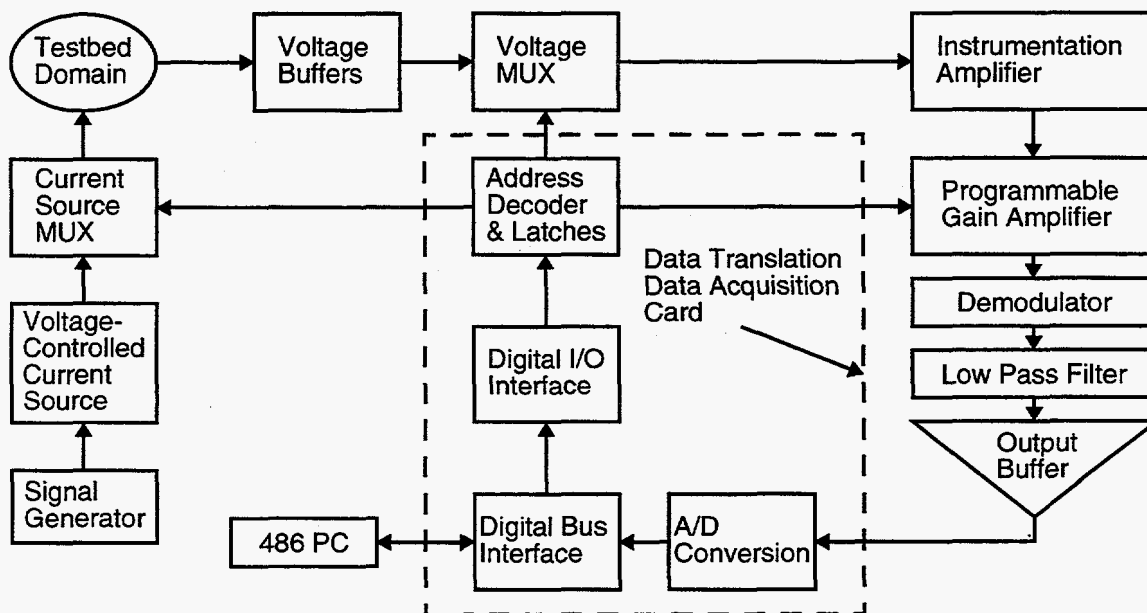 Testbed
Domain
Voltage
Buffers
Voltage
MUX
Instrumentation
Amplifier
Current
Source
MUX
Address
Decoder
& Latches
Programmable
Gain Amplifier
Data Translation
Data Acquisition
Card
Demodulator
Voltage-
Controlled
Current
Source
Digital I/O
Interface
Low Pass Filter
Output
Buffer
Signal
Generator
486 PC
Digital Bus
Interface
A/D
Conversion